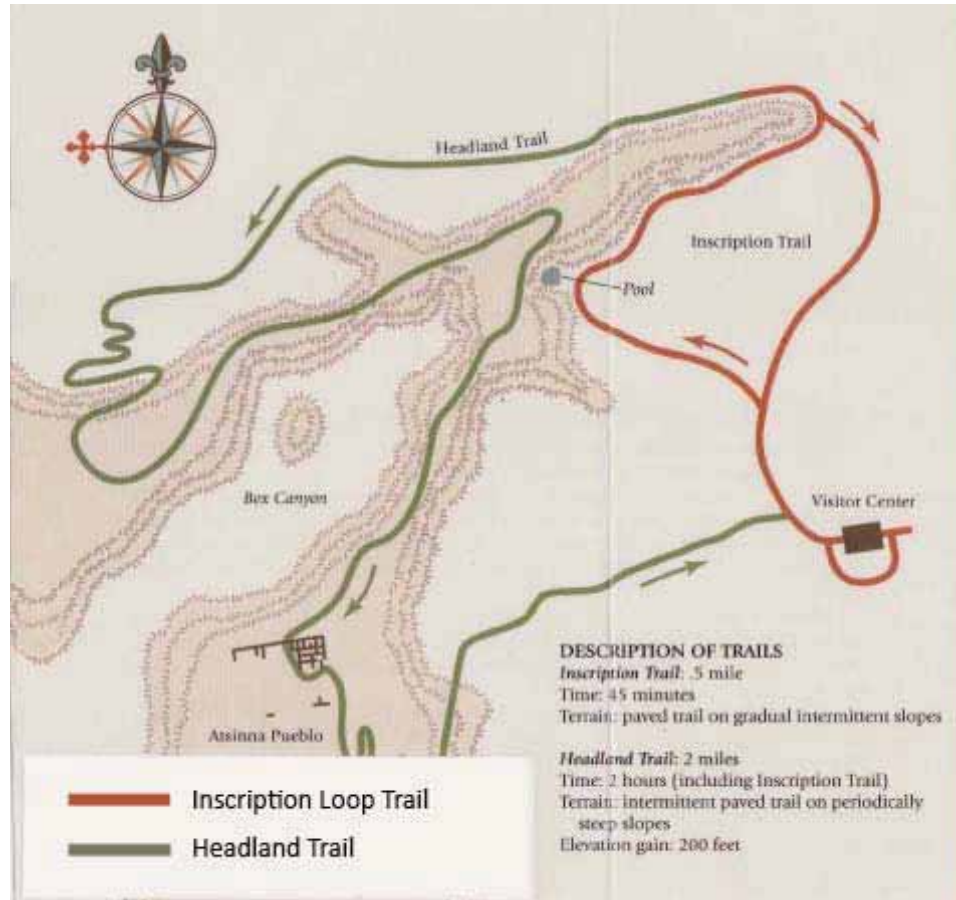 Headland Trail
Inscription Trail
Pool
Box Canyon
Visitor Center
Atsinna Pueblo
DESCRIPTION OF TRAILS
Inscription Trail: .5 mile
Time: 45 minutes
Terrain: paved trail on gradual intermittent slopes
Headland Trail: 2 miles
Time: 2 hours (including Inscription Trail)
Terrain: intermittent paved trail on periodically
steep slopes
Elevation gain: 200 feet
Inscription Loop Trail
Headland Trail